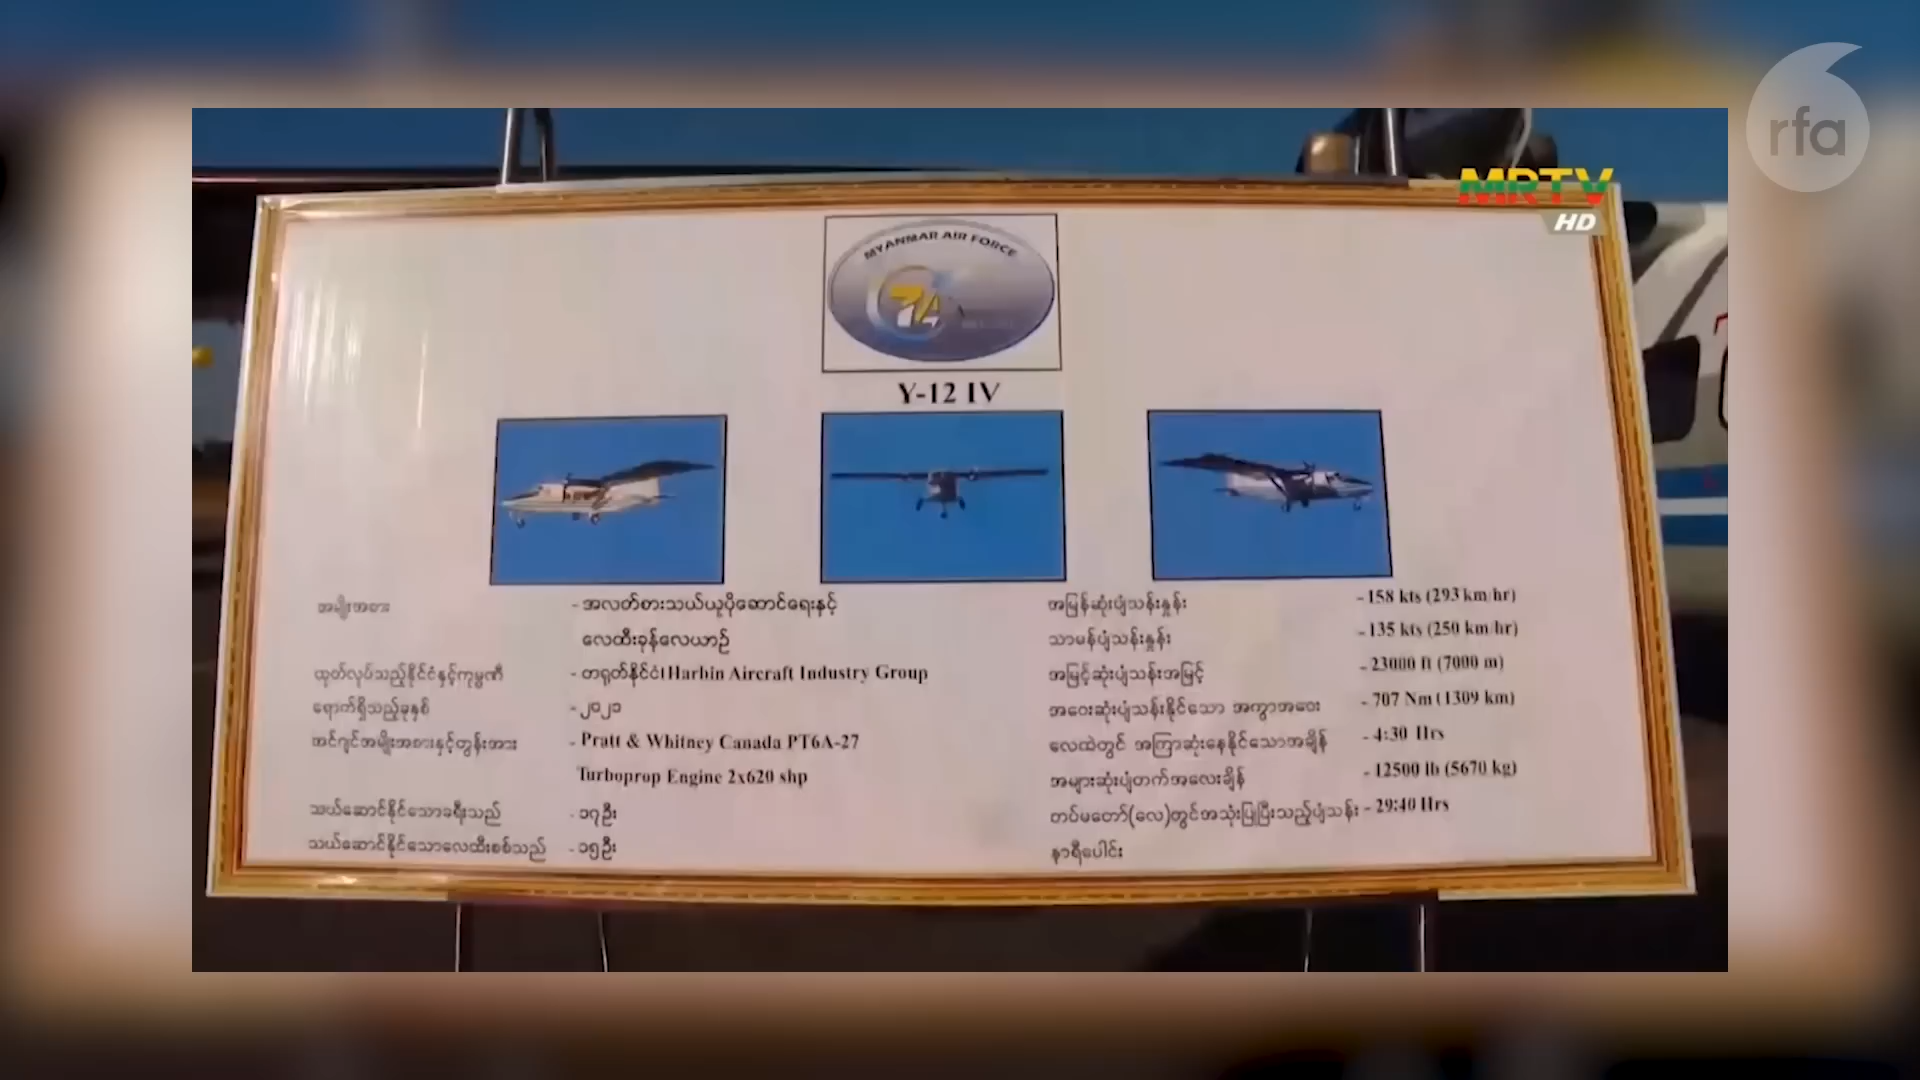 rfa
MRTV
HD
MYANMAR AIR FORCE
74
Y-12 IV
အမျိုးအစား - အလတ်စားသယ်ယူပို့ဆောင်ရေးနှင့်
လေထီးခုန်လေယာဉ်
ထုတ်လုပ်သည့်နိုင်ငံနှင့်ကုမ္ပဏီ - တရုတ်နိုင်ငံ၊ Harbin Aircraft Industry Group
ရောက်ရှိသည့်ခုနှစ် - ၂၀၂၁
အင်ဂျင်အမျိုးအစားနှင့်တွန်းအား - Pratt & Whitney Canada PT6A-27
Turboprop Engine 2x620 shp
သယ်ဆောင်နိုင်သောခရီးသည် - ၁၇ဦး
သယ်ဆောင်နိုင်သောလေထီးစစ်သည် - ၁၅ဦး
အမြန်ဆုံးပျံသန်းနှုန်း - 158 kts (293 km/hr)
သာမန်ပျံသန်းနှုန်း - 135 kts (250 km/hr)
အမြင့်ဆုံးပျံသန်းအမြင့် - 23000 ft (7000 m)
အဝေးဆုံးပျံသန်းနိုင်သော အကွာအဝေး - 707 Nm (1309 km)
လေထဲတွင် အကြာဆုံးနေနိုင်သောအချိန် - 4:30 Hrs
အများဆုံးပျံတက်အလေးချိန် - 12500 lb (5670 kg)
တပ်မတော်(လေ)တွင်အသုံးပြုပြီးသည့်ပျံသန်း - 29:40 Hrs
နာရီပေါင်း